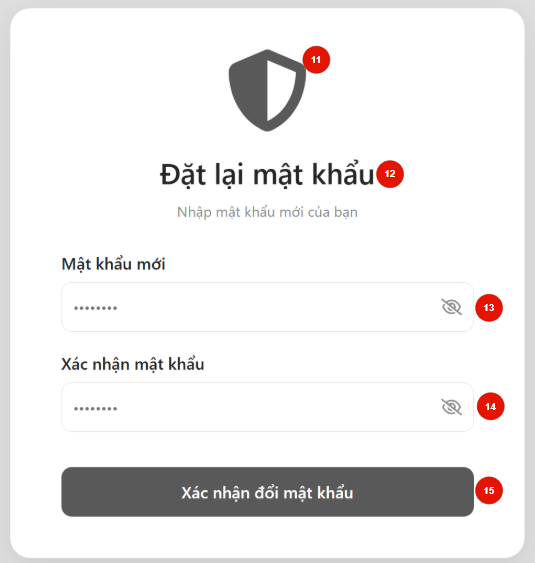 11
Đặt lại mật khẩu 12
Nhập mật khẩu mới của bạn
Mật khẩu mới
•••••••• 13
Xác nhận mật khẩu
•••••••• 14
Xác nhận đổi mật khẩu 15